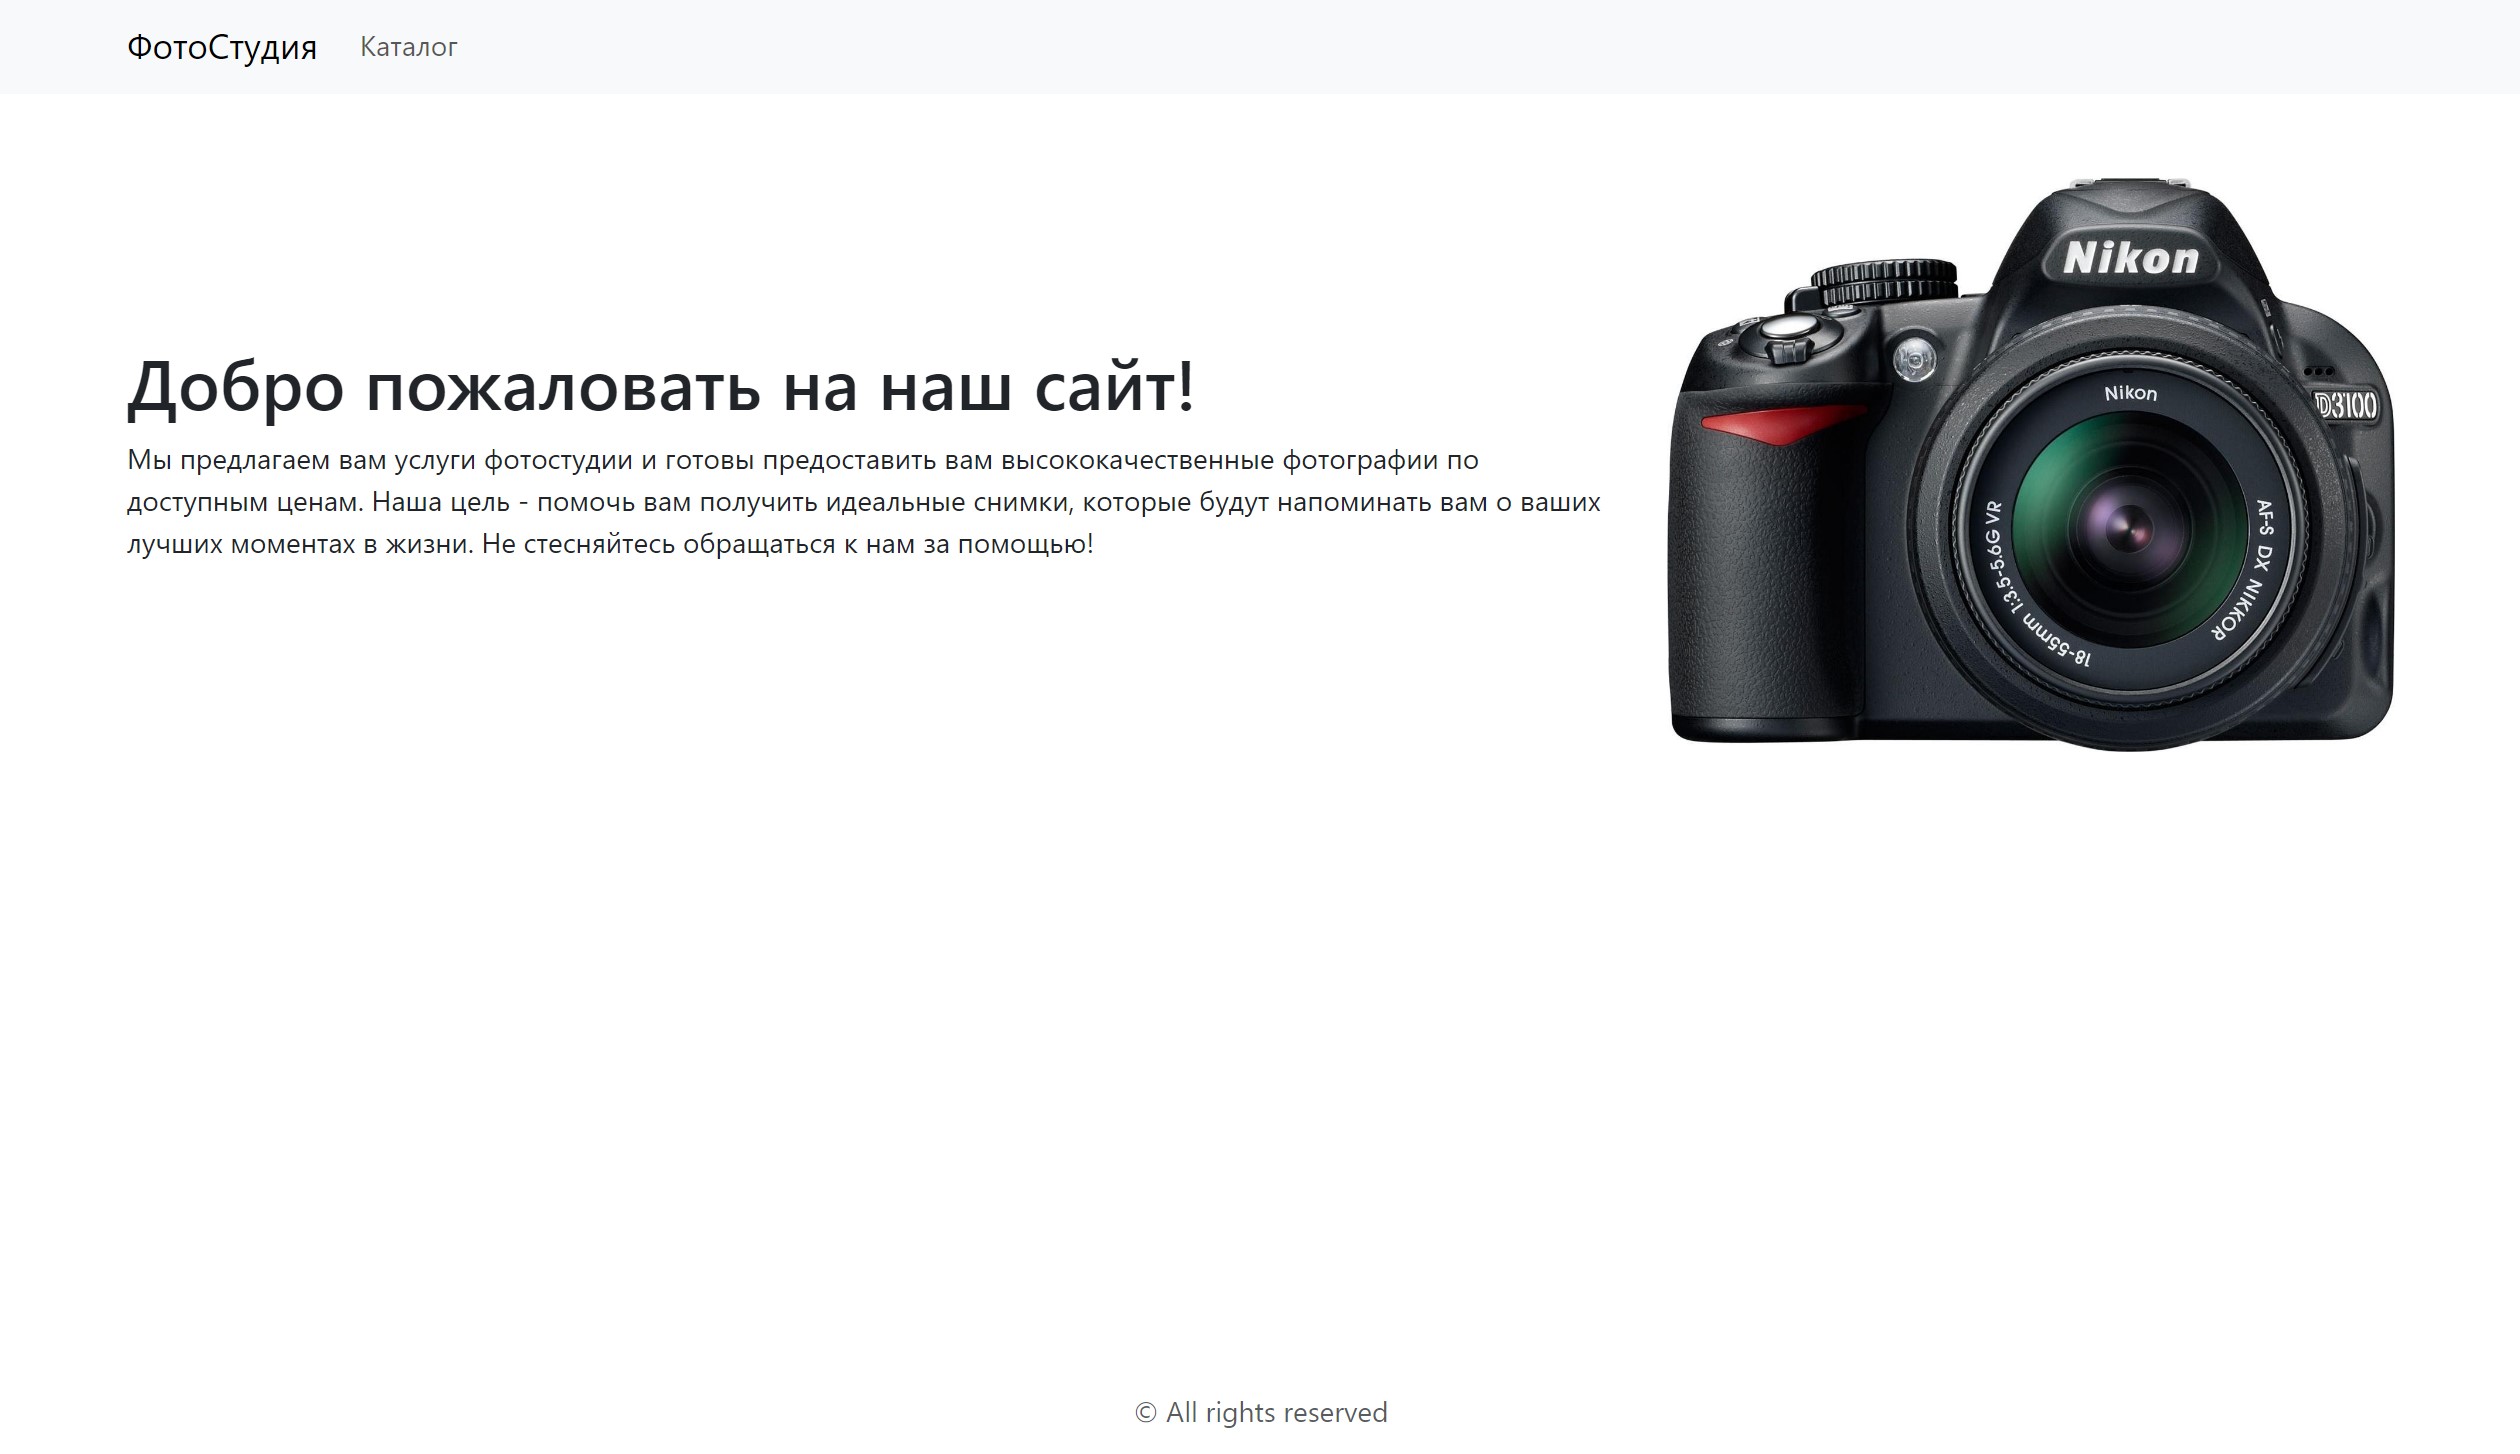 ФотоСтудия
Каталог
Добро пожаловать на наш сайт!
Мы предлагаем вам услуги фотостудии и готовы предоставить вам высококачественные фотографии по
доступным ценам. Наша цель - помочь вам получить идеальные снимки, которые будут напоминать вам о ваших
лучших моментах в жизни. Не стесняйтесь обращаться к нам за помощью!
Nikon
Nikon
D3100
AF-S DX NIKKOR
18-55mm 1:3.5-5.6G VR
© All rights reserved